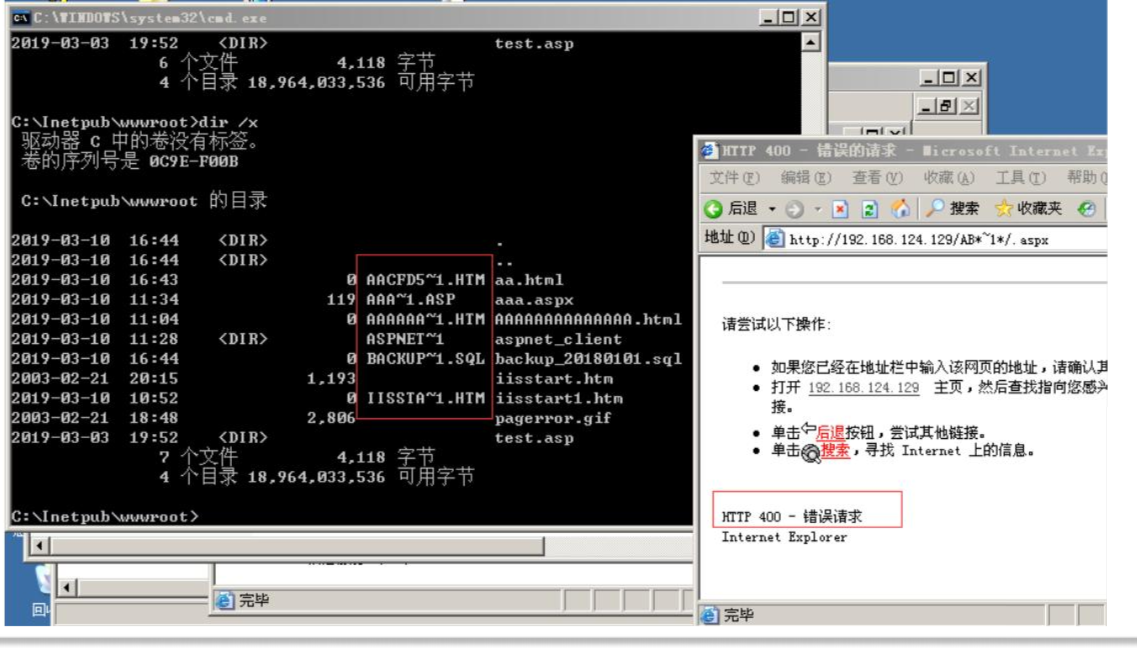 C:\WINDOWS\system32\cmd.exe
2019-03-03 19:52 <DIR> test.asp
6 个文件 4,118 字节
4 个目录 18,964,033,536 可用字节
C:\Inetpub\wwwroot>dir /x
驱动器 C 中的卷没有标签。
卷的序列号是 0C9E-F00B
C:\Inetpub\wwwroot 的目录
2019-03-10 16:44 <DIR> .
2019-03-10 16:44 <DIR> ..
2019-03-10 16:43 0 AACFD5~1.HTM aa.html
2019-03-10 11:34 119 AAA~1.ASP aaa.aspx
2019-03-10 11:04 0 AAAAAA~1.HTM AAAAAAAAAAAAAA.html
2019-03-10 11:28 <DIR> ASPNET~1 aspnet_client
2019-03-10 16:44 0 BACKUP~1.SQL backup_20180101.sql
2003-02-21 20:15 1,193 iisstart.htm
2019-03-10 10:52 0 IISSTA~1.HTM iisstart1.htm
2003-02-21 18:48 2,806 pagerror.gif
2019-03-03 19:52 <DIR> test.asp
7 个文件 4,118 字节
4 个目录 18,964,033,536 可用字节
C:\Inetpub\wwwroot>
HTTP 400 - 错误的请求 - Microsoft Internet
文件(F) 编辑(E) 查看(V) 收藏(A) 工具(T) 帮助
后退 搜索 收藏夹
地址(D) http://192.168.124.129/AB*~1*/.aspx
请尝试以下操作:
如果您已经在地址栏中输入该网页的地址，请确认其
打开 192.168.124.129 主页，然后查找指向您感兴
接。
单击后退按钮，尝试其他链接。
单击搜索，寻找 Internet 上的信息。
HTTP 400 - 错误请求
Internet Explorer
完毕
完毕